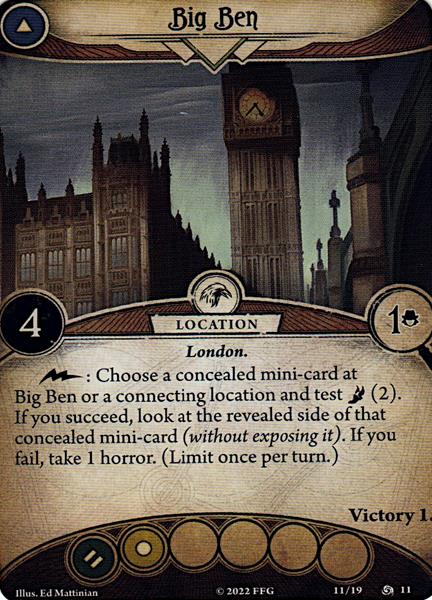 Big Ben
4
1
LOCATION
London.
: Choose a concealed mini-card at
Big Ben or a connecting location and test (2).
If you succeed, look at the revealed side of that
concealed mini-card (without exposing it). If you
fail, take 1 horror. (Limit once per turn.)
Victory 1.
Illus. Ed Mattinian
© 2022 FFG
11/19
11